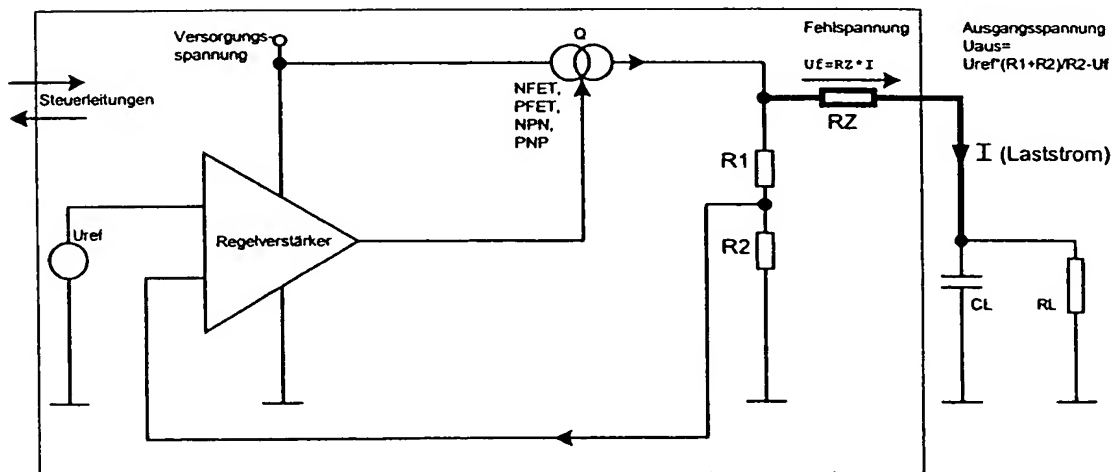 Versorgungs-
spannung
Q
Fehlspannung
Ausgangsspannung
Uaus=
Uref*(R1+R2)/R2-Uf
Uf=RZ*I
Steuerleitungen
NFET,
PFET,
NPN,
PNP
RZ
R1
I (Laststrom)
Uref
Regelverstärker
R2
CL
RL